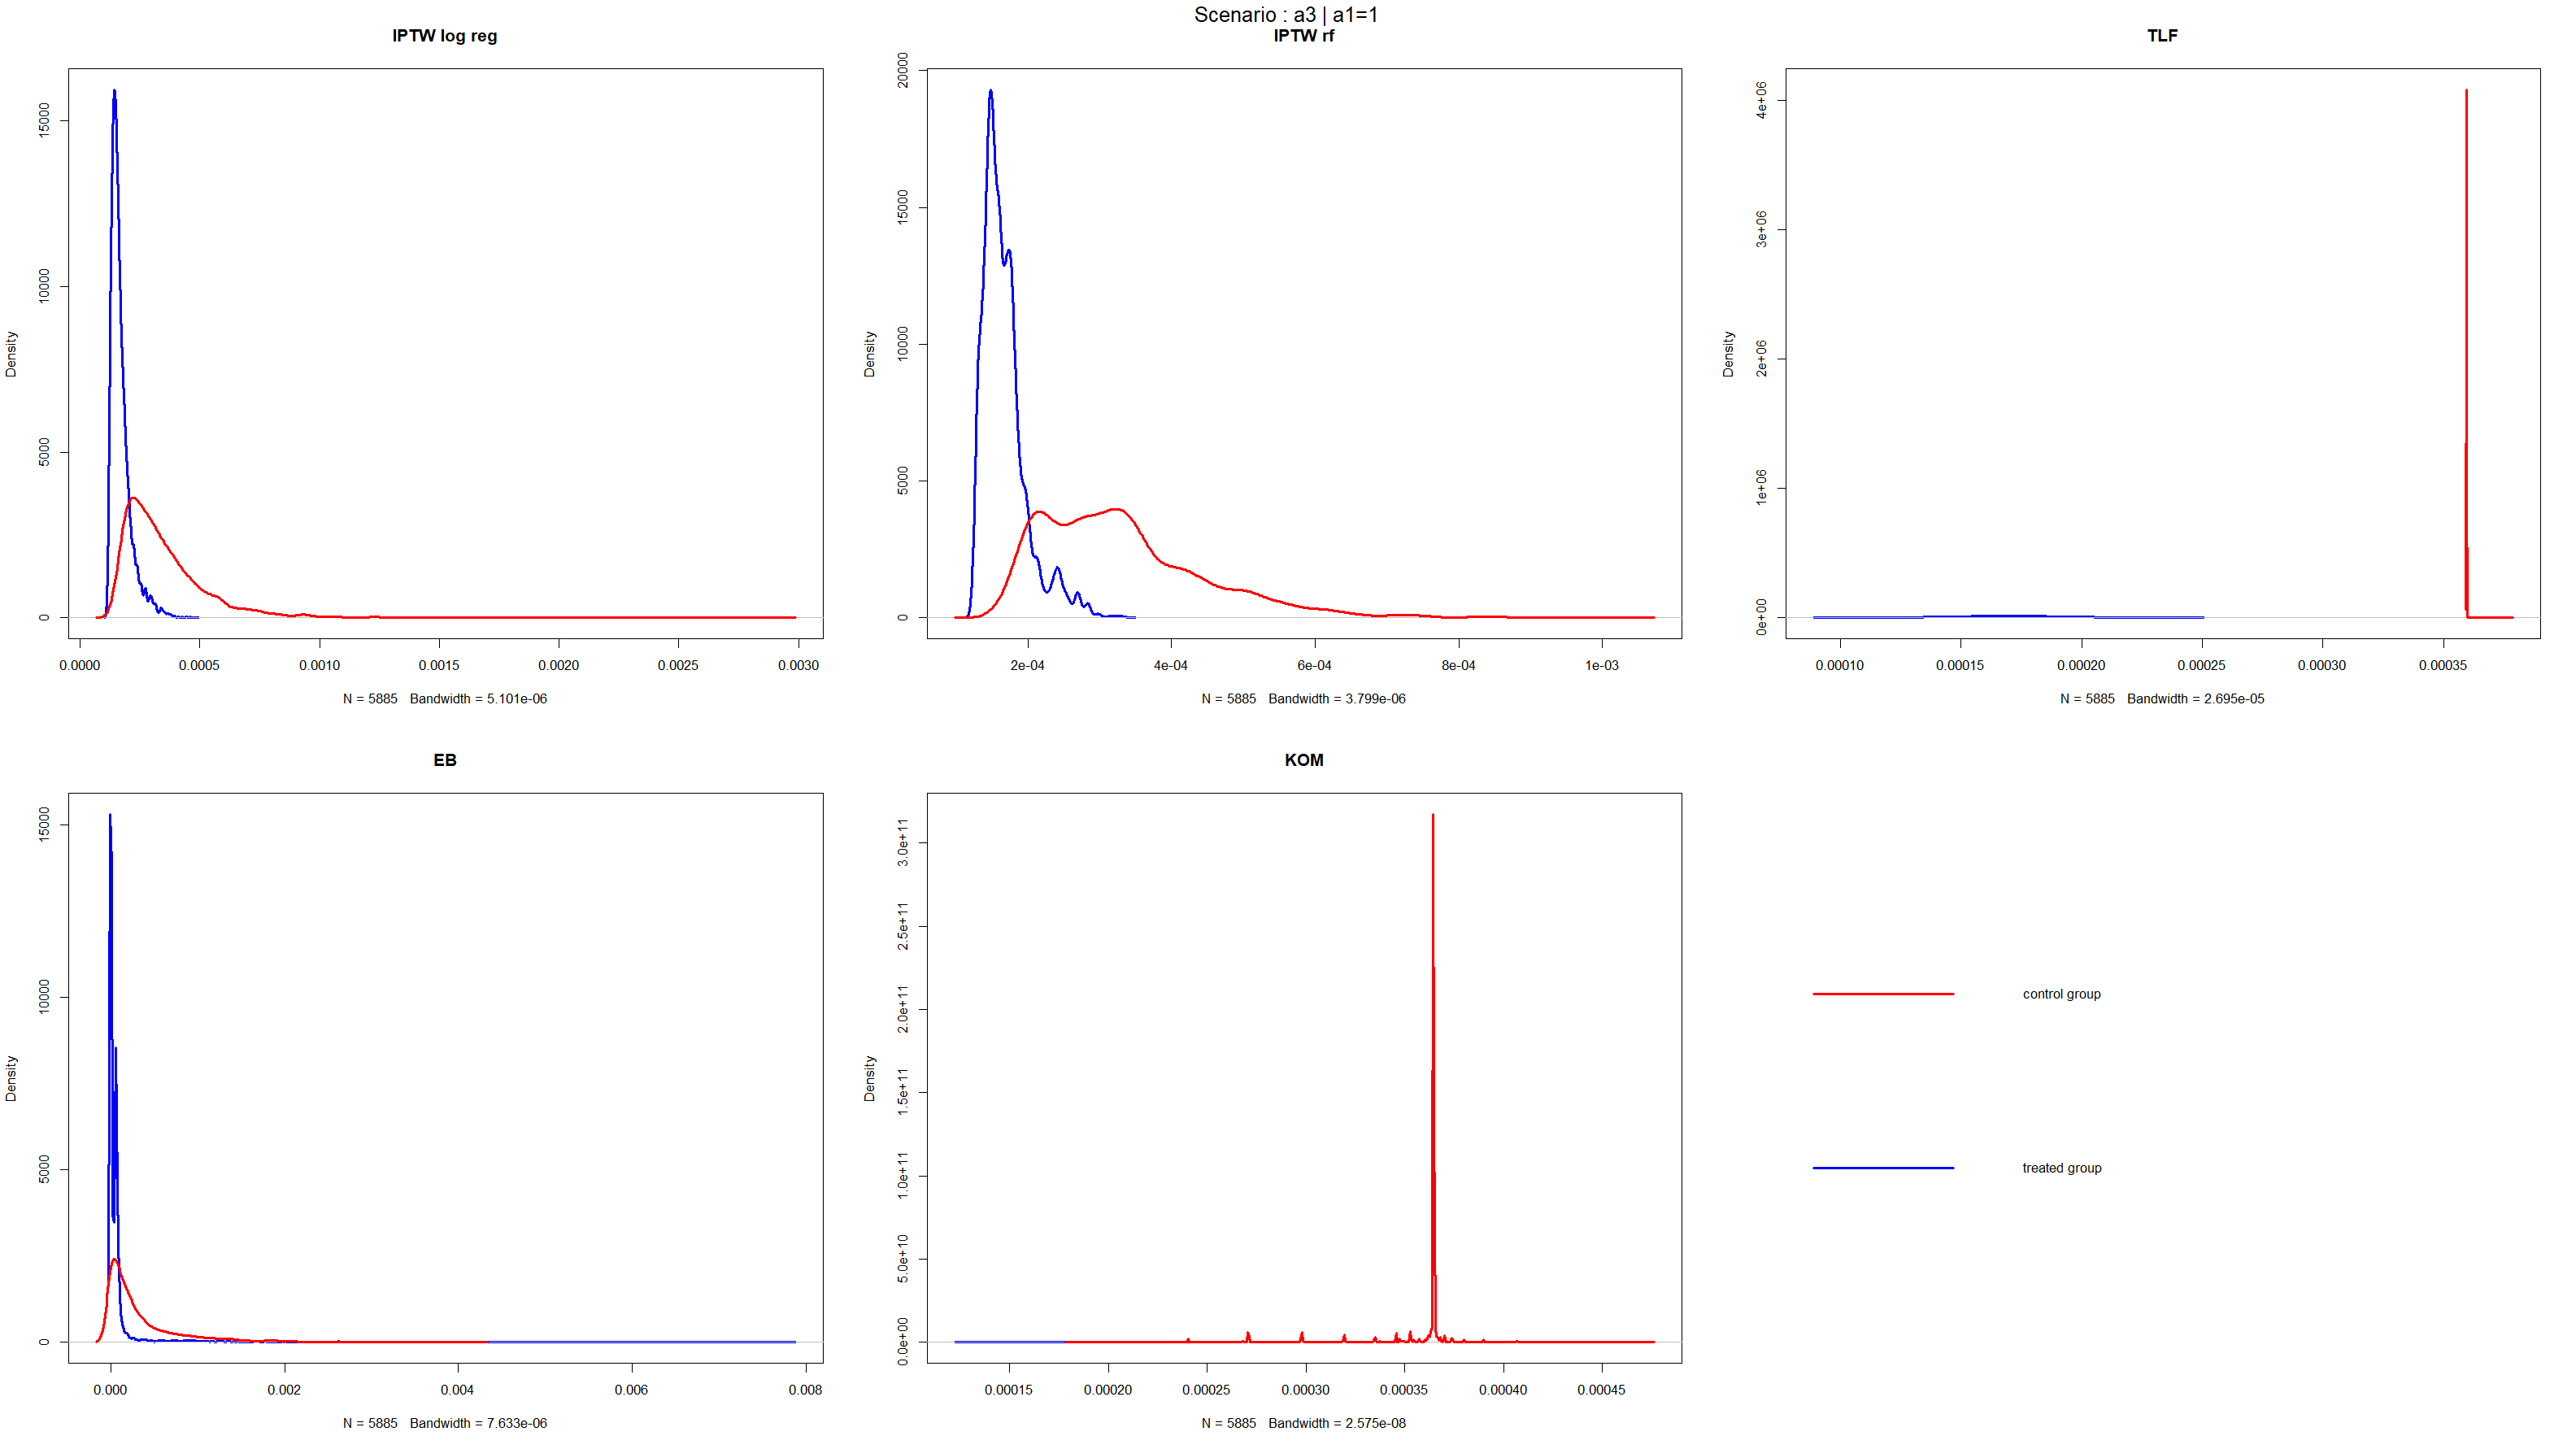 Scenario : a3 | a1=1
IPTW log reg
IPTW rf
TLF
Density
0
5000
10000
15000
0.0000 0.0005 0.0010 0.0015 0.0020 0.0025 0.0030
N = 5885 Bandwidth = 5.101e-06
Density
0
5000
10000
15000
20000
2e-04 4e-04 6e-04 8e-04 1e-03
N = 5885 Bandwidth = 3.799e-06
Density
0e+00
1e+06
2e+06
3e+06
4e+06
0.00010 0.00015 0.00020 0.00025 0.00030 0.00035
N = 5885 Bandwidth = 2.695e-05
EB
Density
0
5000
10000
15000
0.000 0.002 0.004 0.006 0.008
N = 5885 Bandwidth = 7.633e-06
KOM
Density
0.0e+00
5.0e+10
1.0e+11
1.5e+11
2.0e+11
2.5e+11
3.0e+11
0.00015 0.00020 0.00025 0.00030 0.00035 0.00040 0.00045
N = 5885 Bandwidth = 2.575e-08
control group
treated group